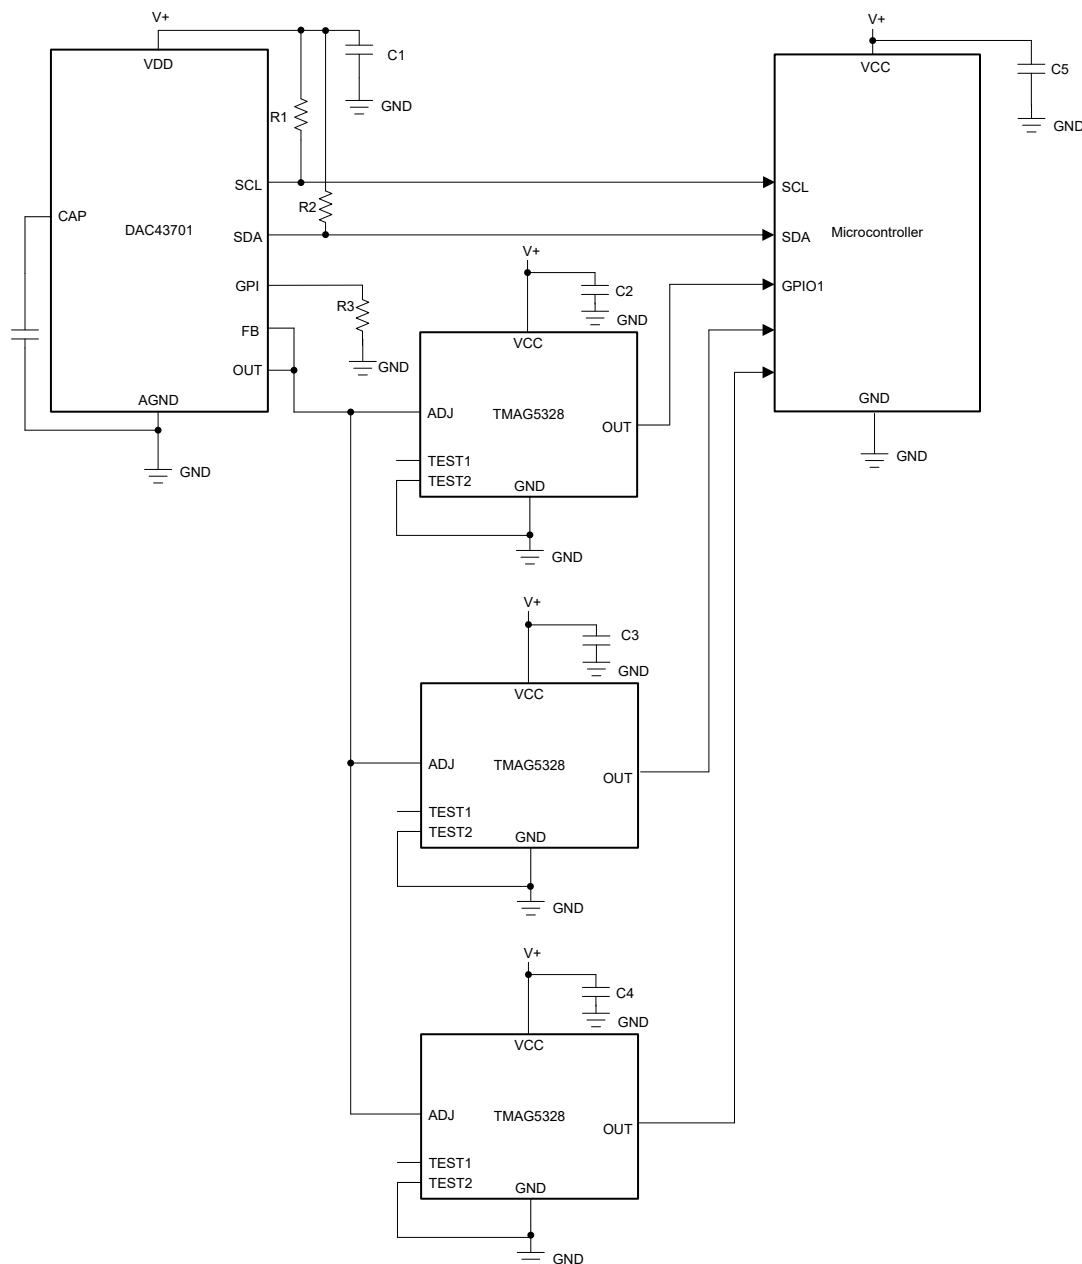 V+
C1
GND
VDD
R1
SCL
R2
CAP
DAC43701
SDA
GPI
R3
GND
FB
OUT
AGND
GND
V+
C5
GND
VCC
SCL
SDA
Microcontroller
GPIO1
GND
GND
V+
C2
GND
VCC
ADJ
TMAG5328
OUT
TEST1
TEST2
GND
GND
V+
C3
GND
VCC
ADJ
TMAG5328
OUT
TEST1
TEST2
GND
GND
V+
C4
GND
VCC
ADJ
TMAG5328
OUT
TEST1
TEST2
GND
GND